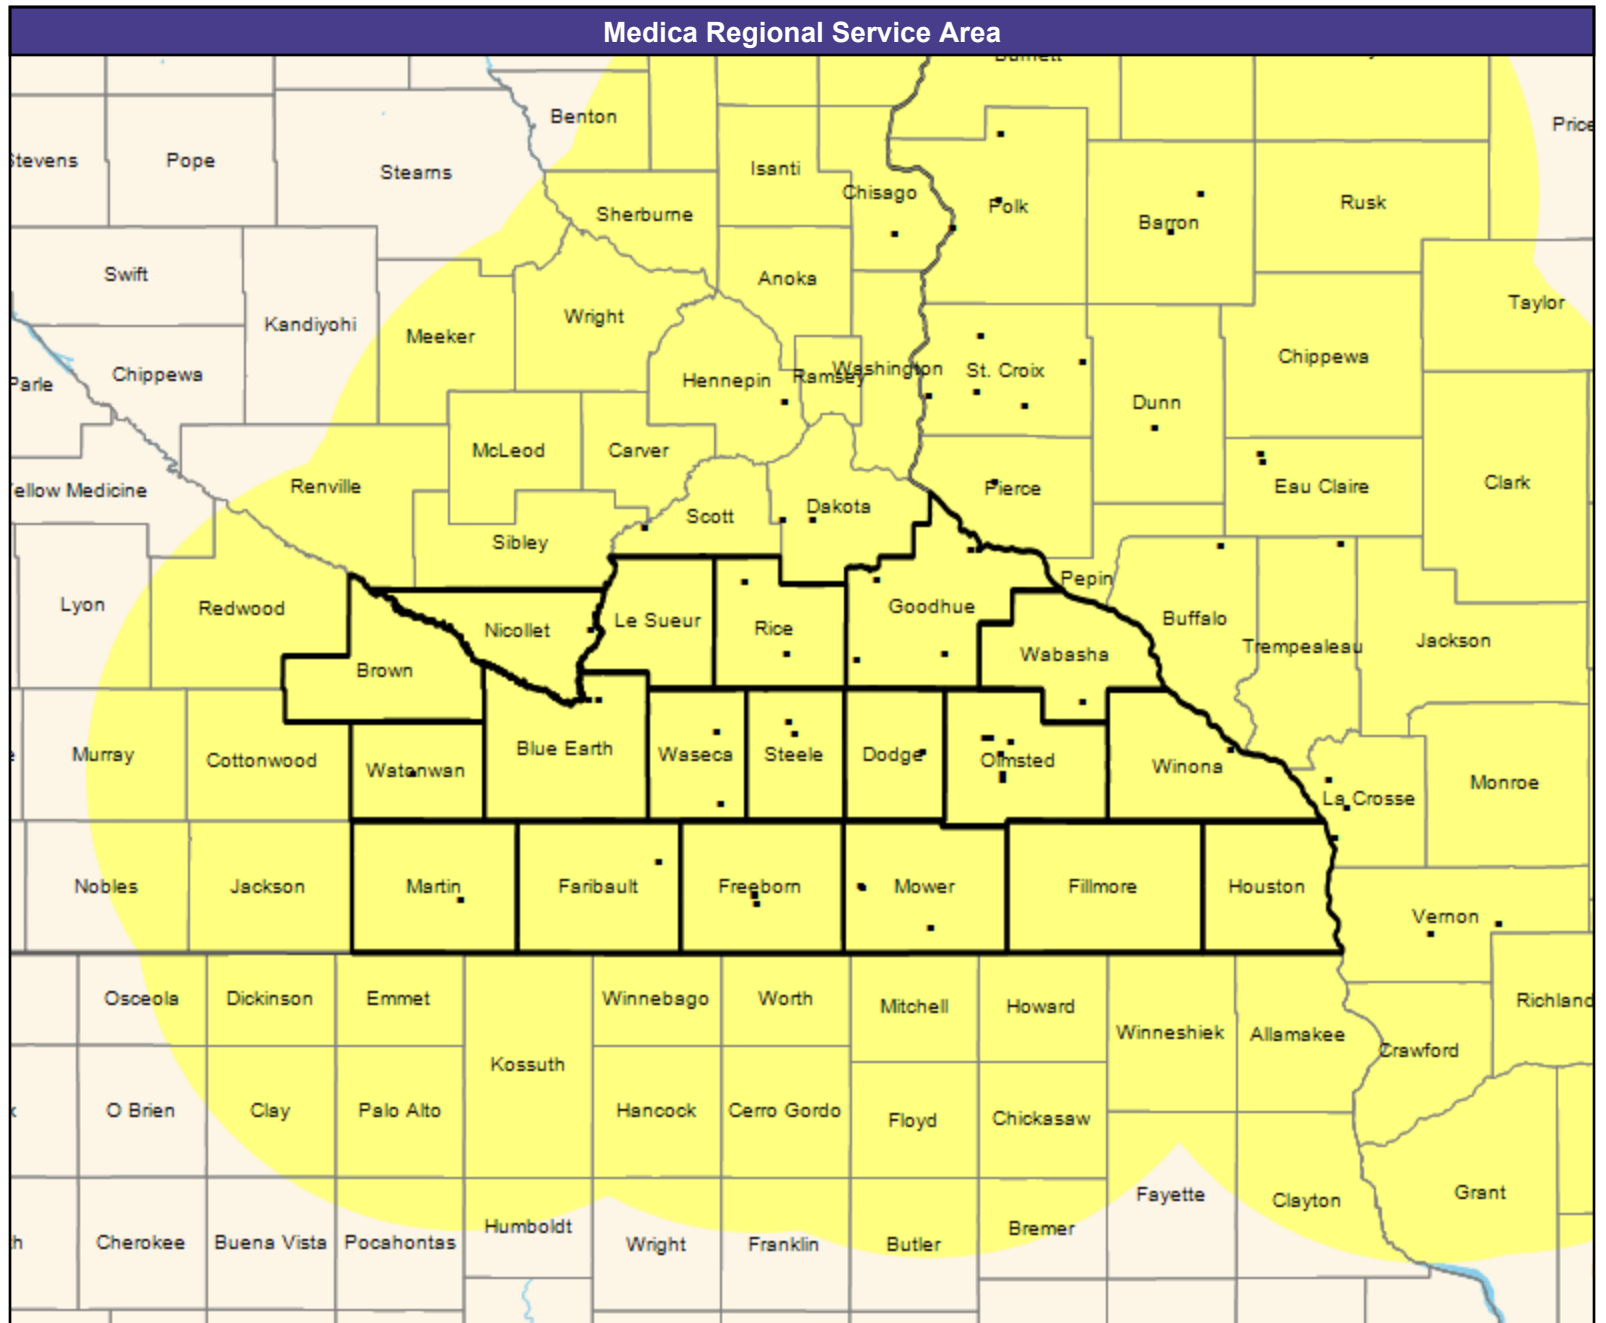 Medica Regional Service Area
Burnett
Benton
Price
Stevens
Pope
Stearns
Isanti
Chisago
Polk
Barron
Rusk
Sherburne
Swift
Anoka
Taylor
Kandiyohi
Wright
Meeker
Chippewa
Parle
Chippewa
Hennepin
Ramsey
Washington
St. Croix
Dunn
McLeod
Carver
Yellow Medicine
Renville
Pierce
Eau Claire
Clark
Scott
Dakota
Sibley
Pepin
Lyon
Redwood
Nicollet
Le Sueur
Rice
Goodhue
Buffalo
Trempealeau
Jackson
Brown
Wabasha
Murray
Cottonwood
Watonwan
Blue Earth
Waseca
Steele
Dodge
Olmsted
Winona
La Crosse
Monroe
Nobles
Jackson
Martin
Faribault
Freeborn
Mower
Fillmore
Houston
Vernon
Osceola
Dickinson
Emmet
Winnebago
Worth
Mitchell
Howard
Richland
Winneshiek
Allamakee
Crawford
Kossuth
O Brien
Clay
Palo Alto
Hancock
Cerro Gordo
Floyd
Chickasaw
Fayette
Clayton
Grant
Cherokee
Buena Vista
Pocahontas
Humboldt
Wright
Franklin
Butler
Bremer